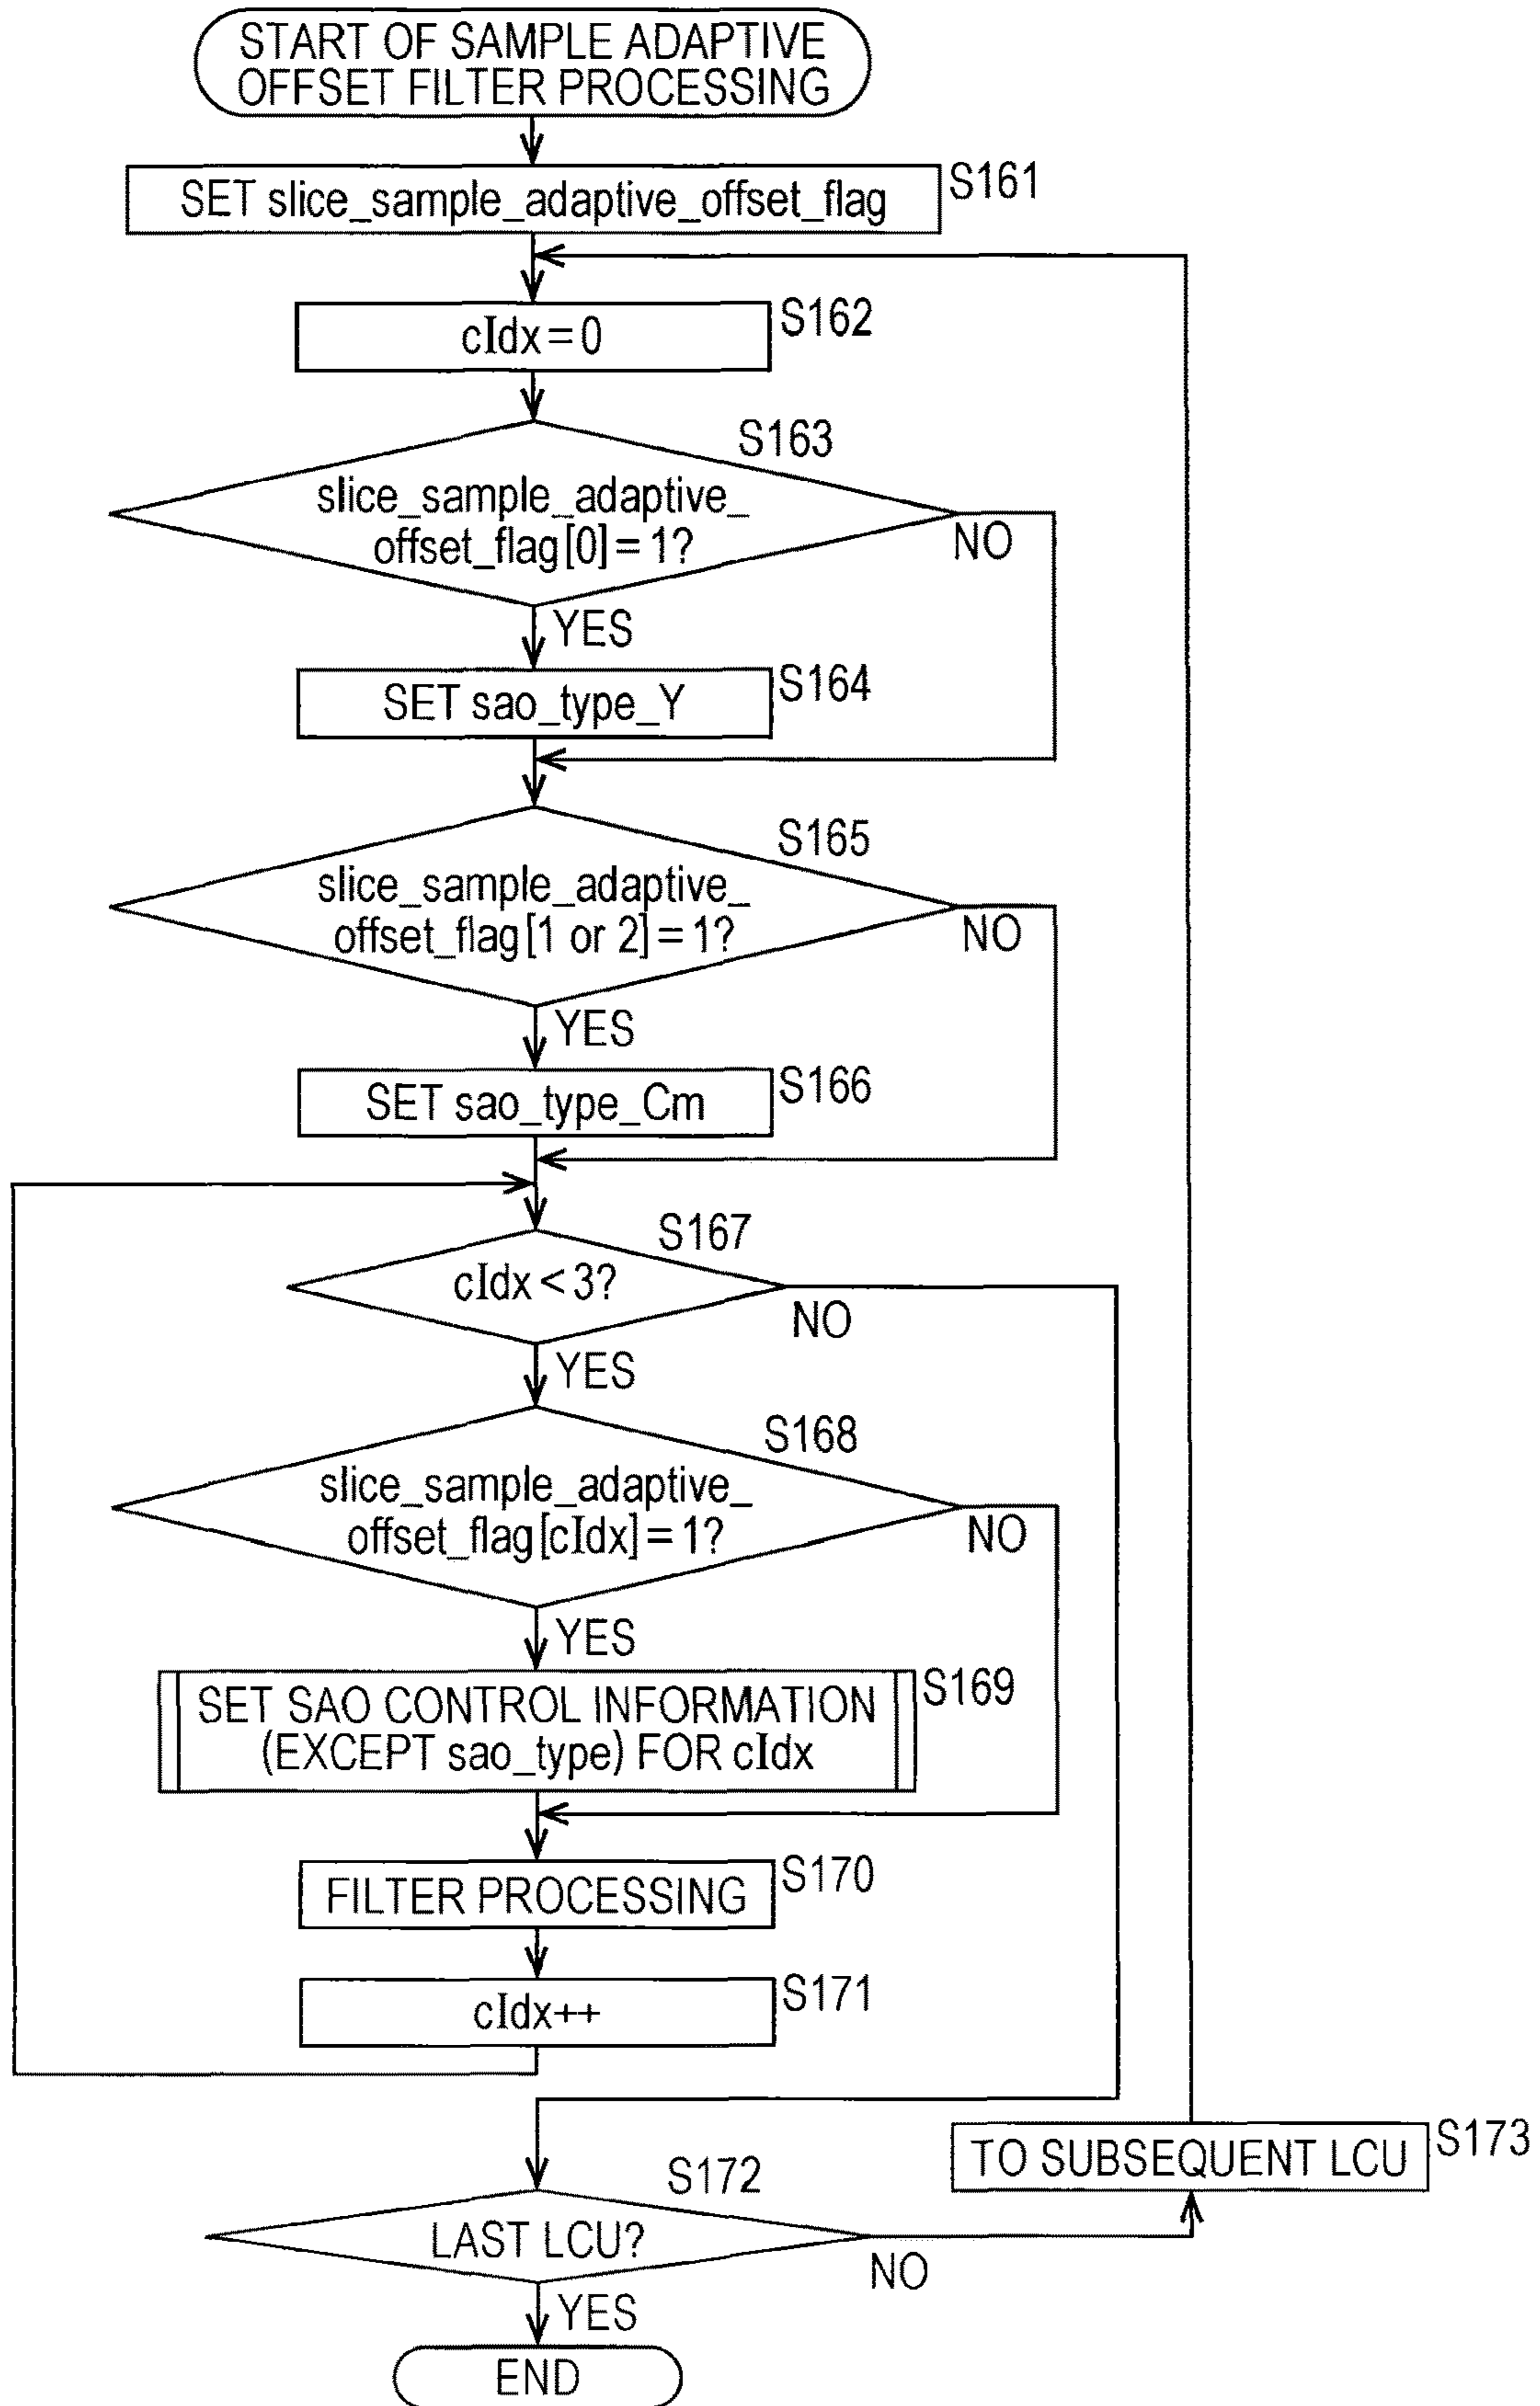 START OF SAMPLE ADAPTIVE
OFFSET FILTER PROCESSING
SET slice_sample_adaptive_offset_flag
S161
cIdx=0
S162
S163
slice_sample_adaptive_
offset_flag[0]=1?
NO
YES
SET sao_type_Y
S164
S165
slice_sample_adaptive_
offset_flag[1 or 2]=1?
NO
YES
SET sao_type_Cm
S166
S167
cIdx<3?
NO
YES
S168
slice_sample_adaptive_
offset_flag[cIdx]=1?
NO
YES
SET SAO CONTROL INFORMATION
(EXCEPT sao_type) FOR cIdx
S169
FILTER PROCESSING
S170
cIdx++
S171
TO SUBSEQUENT LCU
S173
S172
LAST LCU?
NO
YES
END